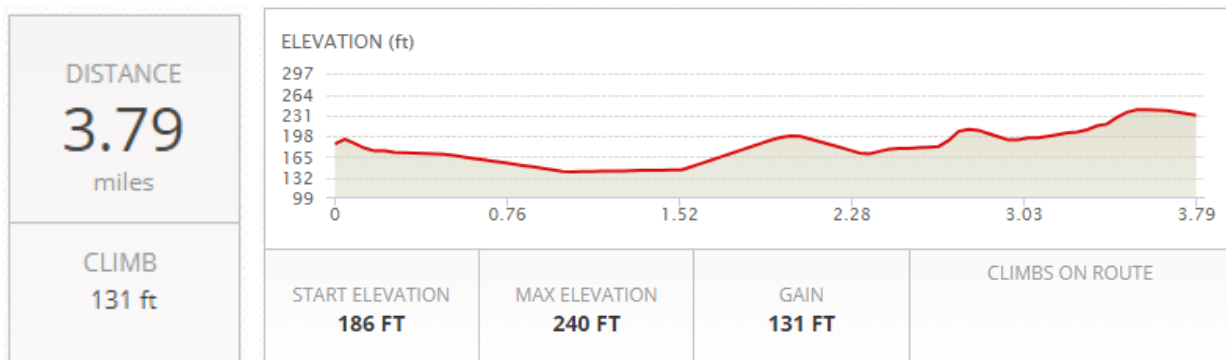 DISTANCE
3.79
miles
CLIMB
131 ft
ELEVATION (ft)
297
264
231
198
165
132
99
0 0.76 1.52 2.28 3.03 3.79
START ELEVATION
186 FT
MAX ELEVATION
240 FT
GAIN
131 FT
CLIMBS ON ROUTE